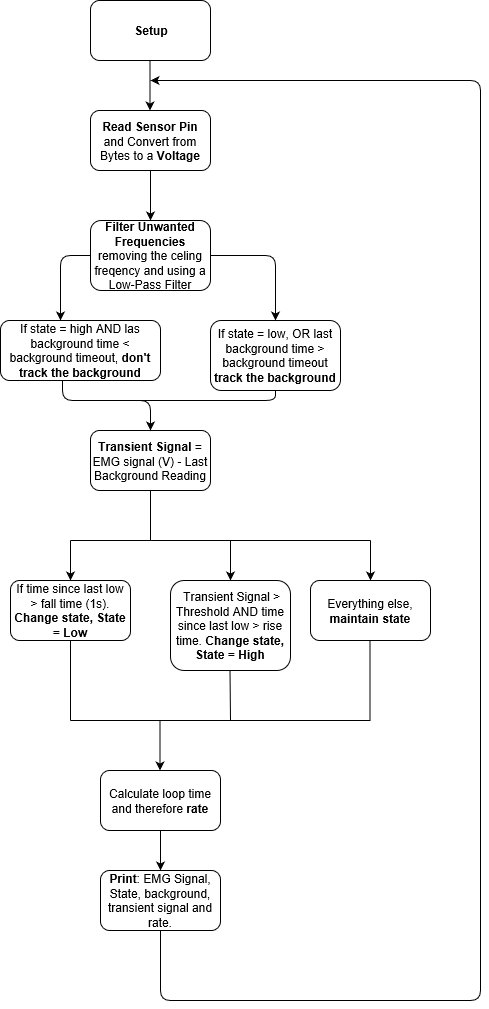 Setup
Read Sensor Pin
and Convert from
Bytes to a Voltage
Filter Unwanted
Frequencies
removing the celing
freqency and using a
Low-Pass Filter
If state = high AND las
background time <
background timeout, don't
track the background
If state = low, OR last
background time >
background timeout
track the background
Transient Signal =
EMG signal (V) - Last
Background Reading
If time since last low
> fall time (1s).
Change state, State
= Low
Transient Signal >
Threshold AND time
since last low > rise
time. Change state,
State = High
Everything else,
maintain state
Calculate loop time
and therefore rate
Print: EMG Signal,
State, background,
transient signal and
rate.